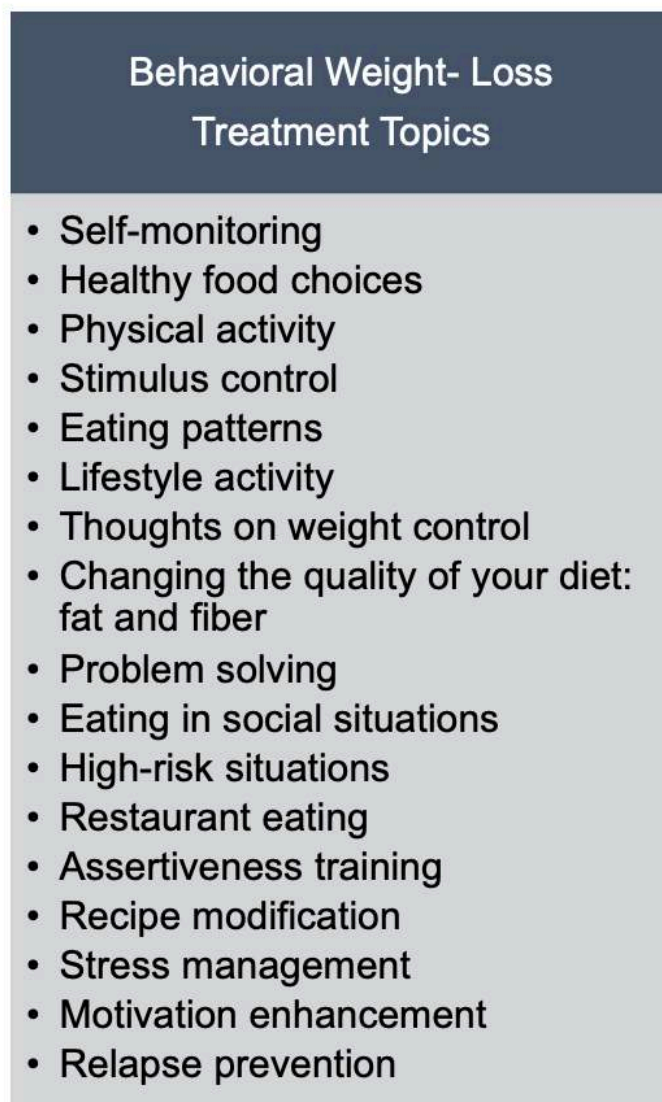 Behavioral Weight- Loss
Treatment Topics
• Self-monitoring
• Healthy food choices
• Physical activity
• Stimulus control
• Eating patterns
• Lifestyle activity
• Thoughts on weight control
• Changing the quality of your diet:
fat and fiber
• Problem solving
• Eating in social situations
• High-risk situations
• Restaurant eating
• Assertiveness training
• Recipe modification
• Stress management
• Motivation enhancement
• Relapse prevention